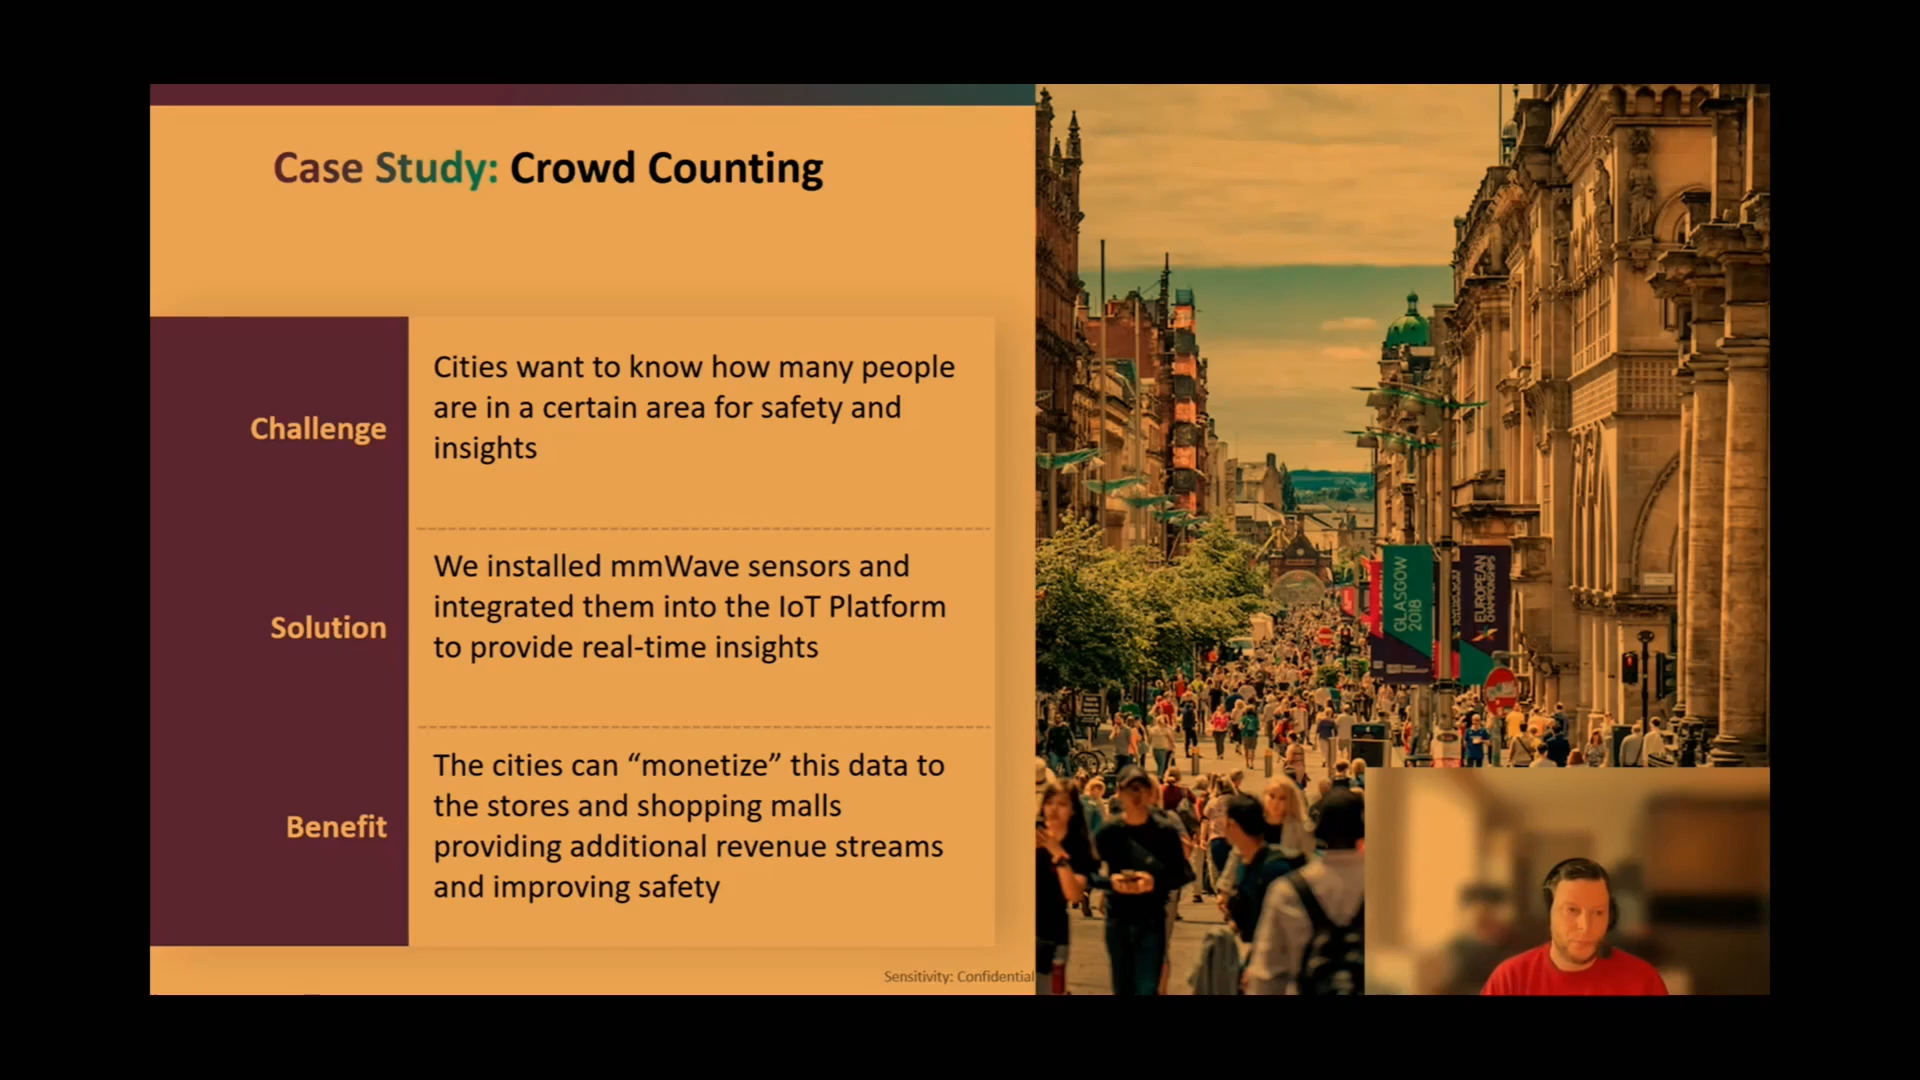 Case Study: Crowd Counting
Challenge
Cities want to know how many people
are in a certain area for safety and
insights
Solution
We installed mmWave sensors and
integrated them into the IoT Platform
to provide real-time insights
Benefit
The cities can “monetize” this data to
the stores and shopping malls
providing additional revenue streams
and improving safety
Sensitivity: Confidential
GLASGOW
2018
EUROPEAN
CHAMPIONSHIPS